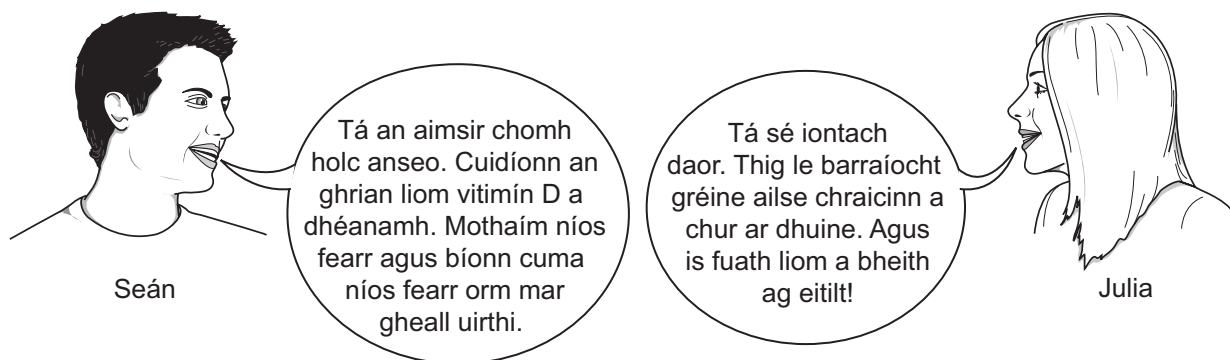 Tá an aimsir chomh
holc anseo. Cuidíonn an
ghrian liom vitimín D a
dhéanamh. Mothaím níos
fearr agus bíonn cuma
níos fearr orm mar
gheall uirthi.
Seán
Tá sé iontach
daor. Thig le barraíocht
gréine ailse chraicinn a
chur ar dhuine. Agus
is fuath liom a bheith
ag eitilt!
Julia